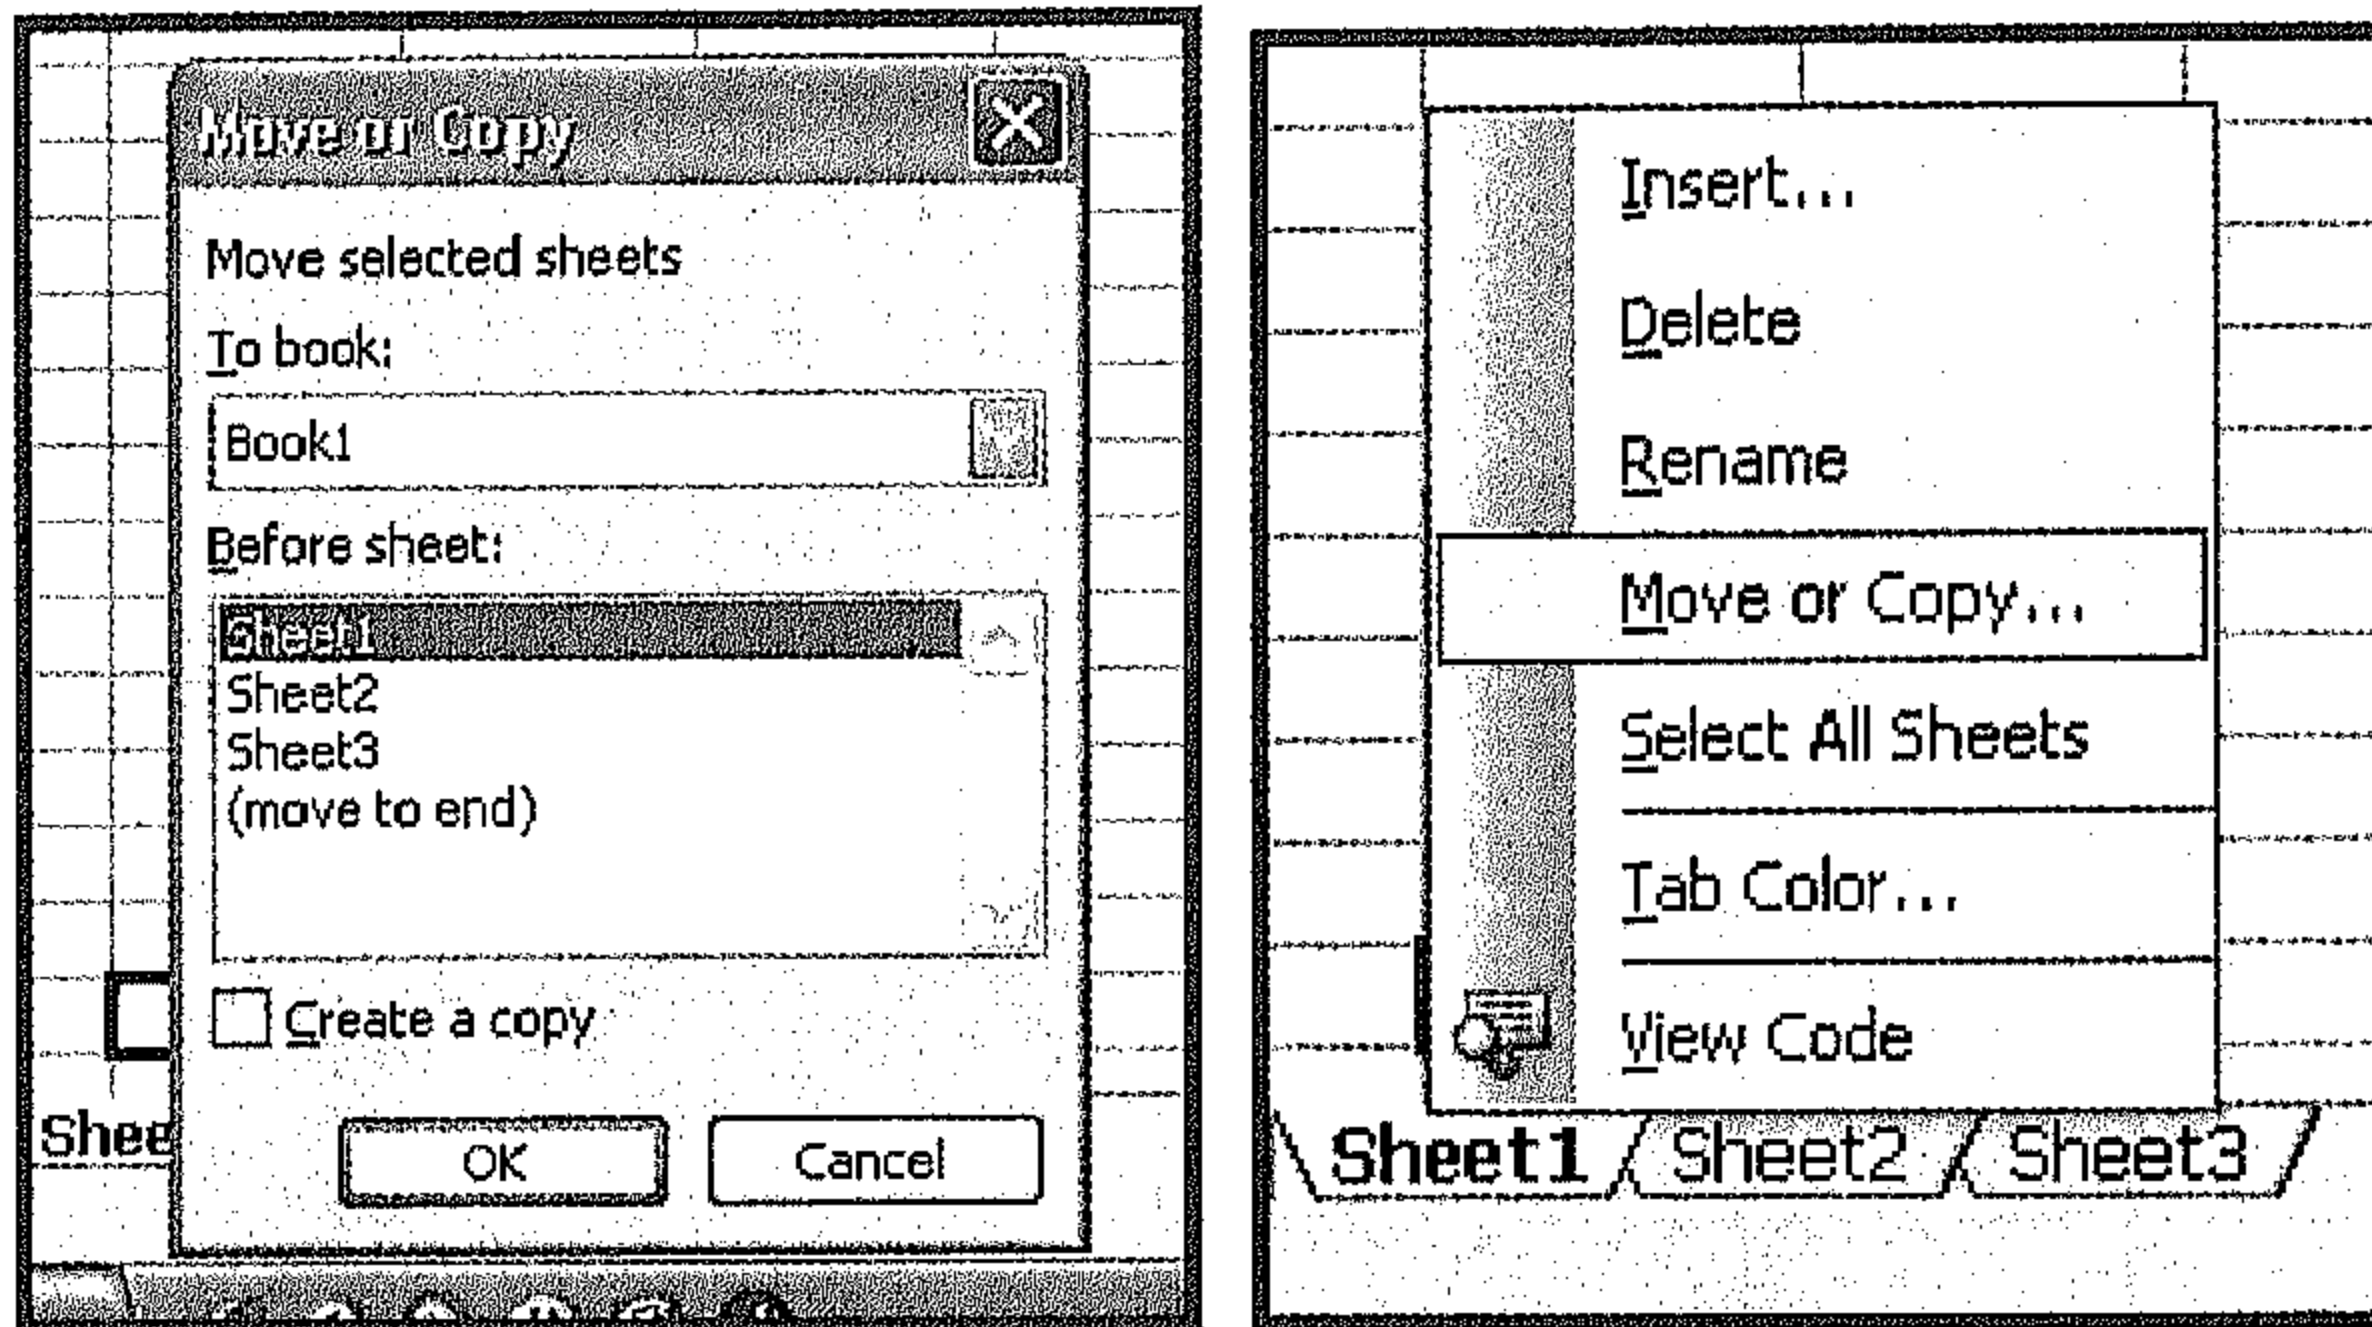 Move or Copy
Move selected sheets
To book:
Book1
Before sheet:
Sheet1
Sheet2
Sheet3
(move to end)
Create a copy
Shee
OK
Cancel
Insert...
Delete
Rename
Move or Copy...
Select All Sheets
Tab Color...
View Code
Sheet1
Sheet2
Sheet3